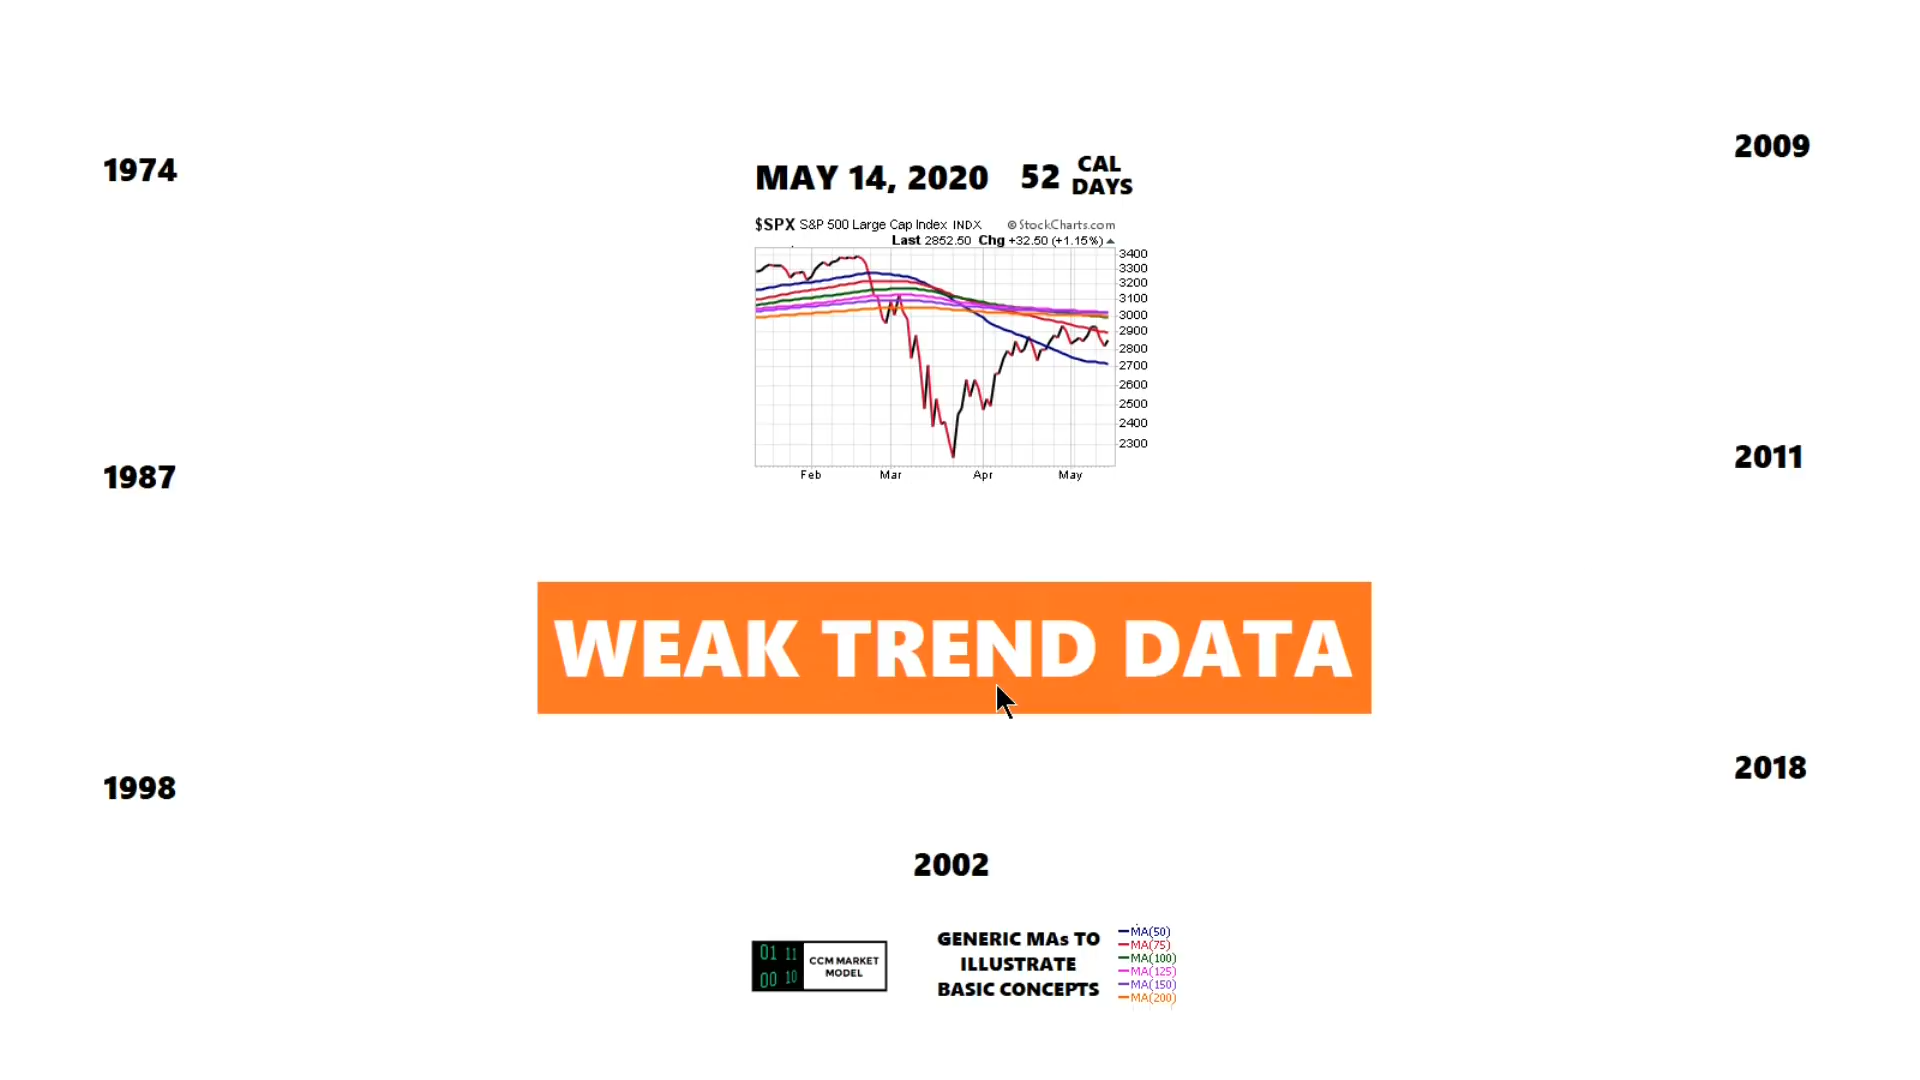 1974
2009
MAY 14, 2020 52 CAL DAYS
$SPX S&P 500 Large Cap Index INDX ©StockCharts.com
Last 2852.50 Chg +32.50 (+1.15%)
3400
3300
3200
3100
3000
2900
2800
2700
2600
2500
2400
2300
Feb Mar Apr May
1987
2011
WEAK TREND DATA
1998
2018
2002
01 11
00 10
CCM MARKET
MODEL
GENERIC MAs TO
ILLUSTRATE
BASIC CONCEPTS
MA(50)
MA(75)
MA(100)
MA(125)
MA(150)
MA(200)